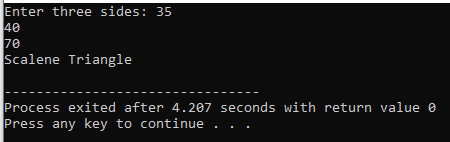 Enter three sides: 35
40
70
Scalene Triangle
--------------------------------
Process exited after 4.207 seconds with return value 0
Press any key to continue . . .